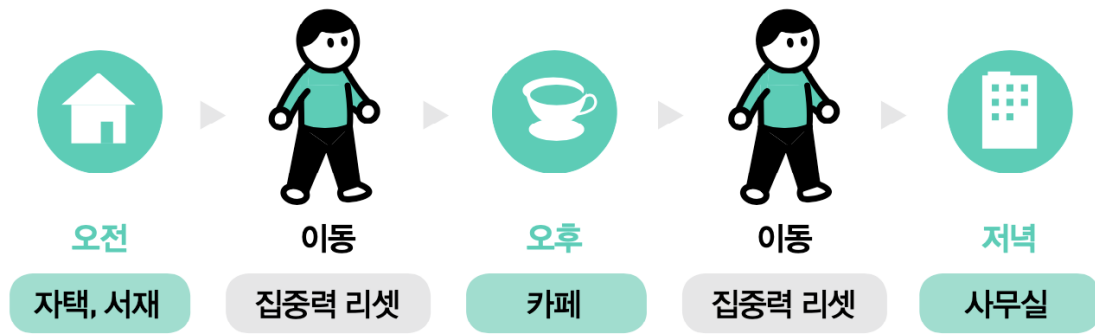 오전
이동
오후
이동
저녁
자택, 서재
집중력 리셋
카페
집중력 리셋
사무실